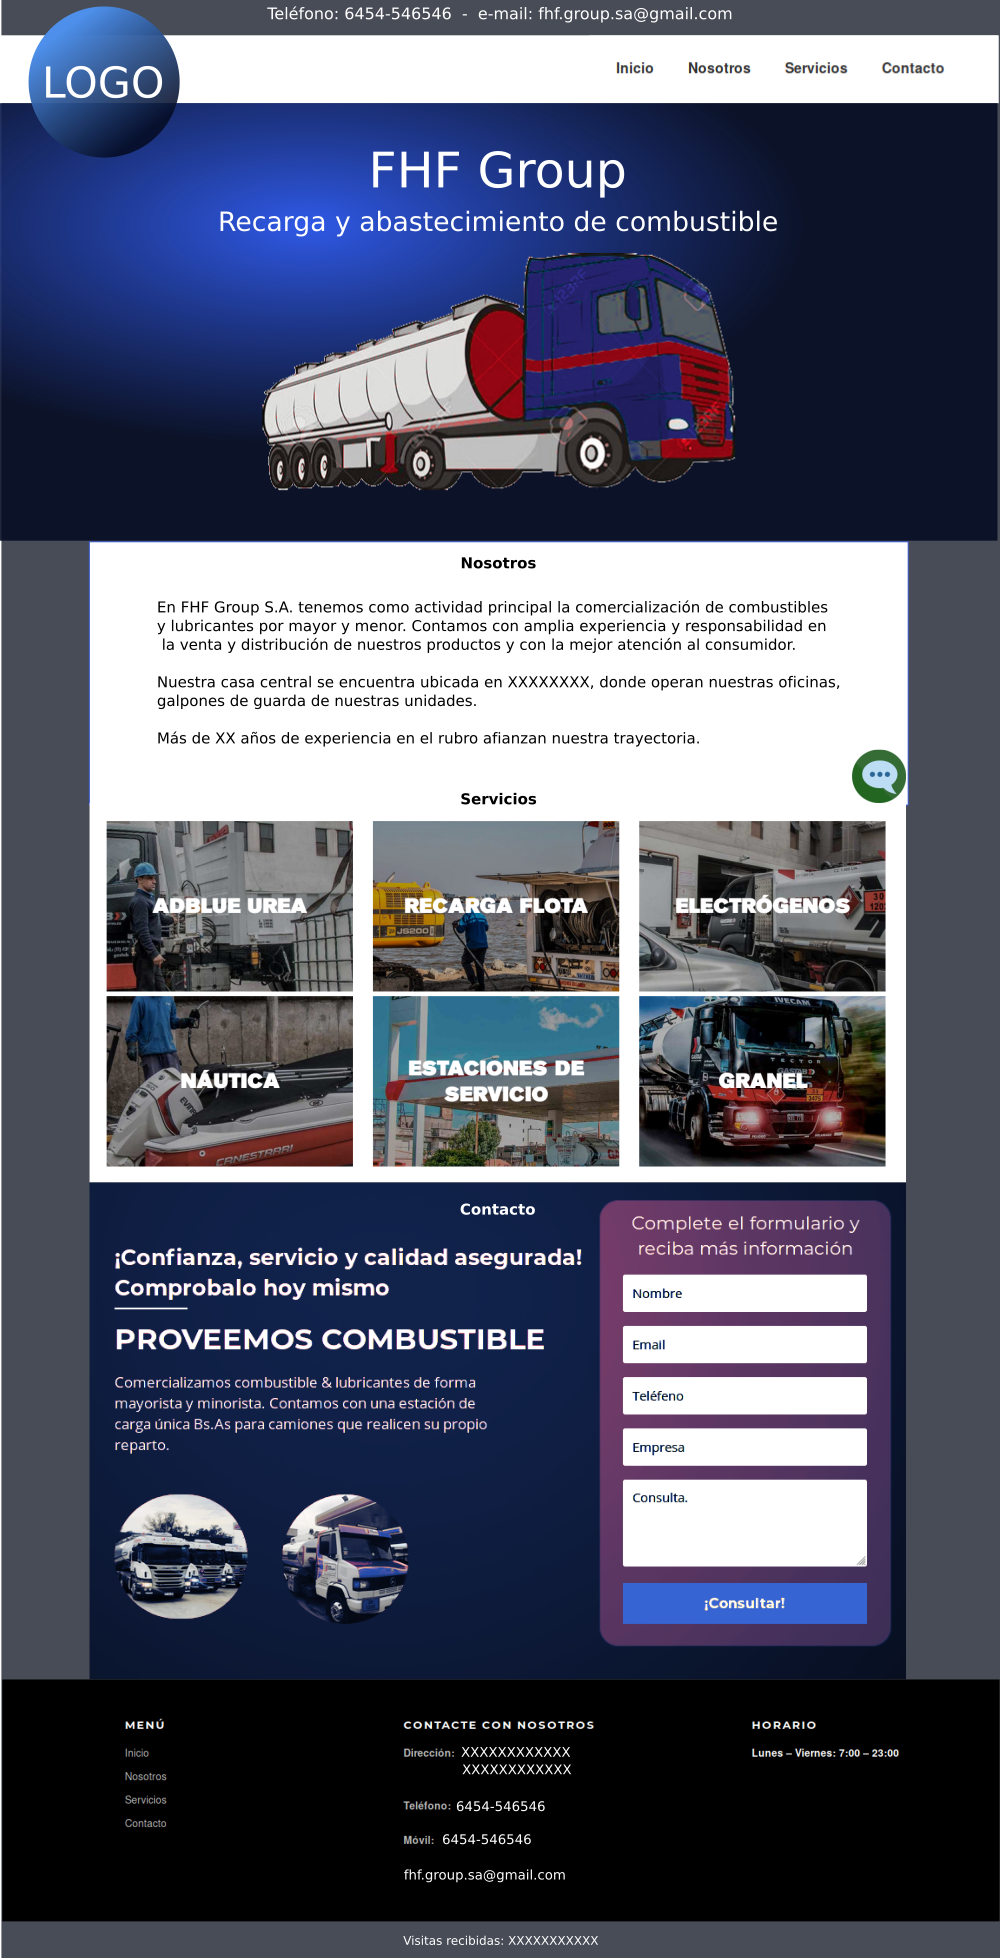 Teléfono: 6454-546546 - e-mail: fhf.group.sa@gmail.com
LOGO
Inicio Nosotros Servicios Contacto
FHF Group
Recarga y abastecimiento de combustible
Nosotros
En FHF Group S.A. tenemos como actividad principal la comercialización de combustibles
y lubricantes por mayor y menor. Contamos con amplia experiencia y responsabilidad en
la venta y distribución de nuestros productos y con la mejor atención al consumidor.
Nuestra casa central se encuentra ubicada en XXXXXXXX, donde operan nuestras oficinas,
galpones de guarda de nuestras unidades.
Más de XX años de experiencia en el rubro afianzan nuestra trayectoria.
Servicios
ADBLUE UREA
RECARGA FLOTA
JS200
ELECTRÓGENOS
30
NÁUTICA
CANESTRARI
ESTACIONES DE
SERVICIO
IVECAM
TECTOR
GRANEL
Contacto
¡Confianza, servicio y calidad asegurada!
Comprobalo hoy mismo
PROVEEMOS COMBUSTIBLE
Comercializamos combustible & lubricantes de forma
mayorista y minorista. Contamos con una estación de
carga única Bs.As para camiones que realicen su propio
reparto.
Complete el formulario y
reciba más información
Nombre
Email
Teléfeno
Empresa
Consulta.
¡Consultar!
MENÚ
Inicio
Nosotros
Servicios
Contacto
CONTACTE CON NOSOTROS
Dirección: XXXXXXXXXXXX
XXXXXXXXXXXX
Teléfono: 6454-546546
Móvil: 6454-546546
fhf.group.sa@gmail.com
HORARIO
Lunes – Viernes: 7:00 – 23:00
Visitas recibidas: XXXXXXXXXXX